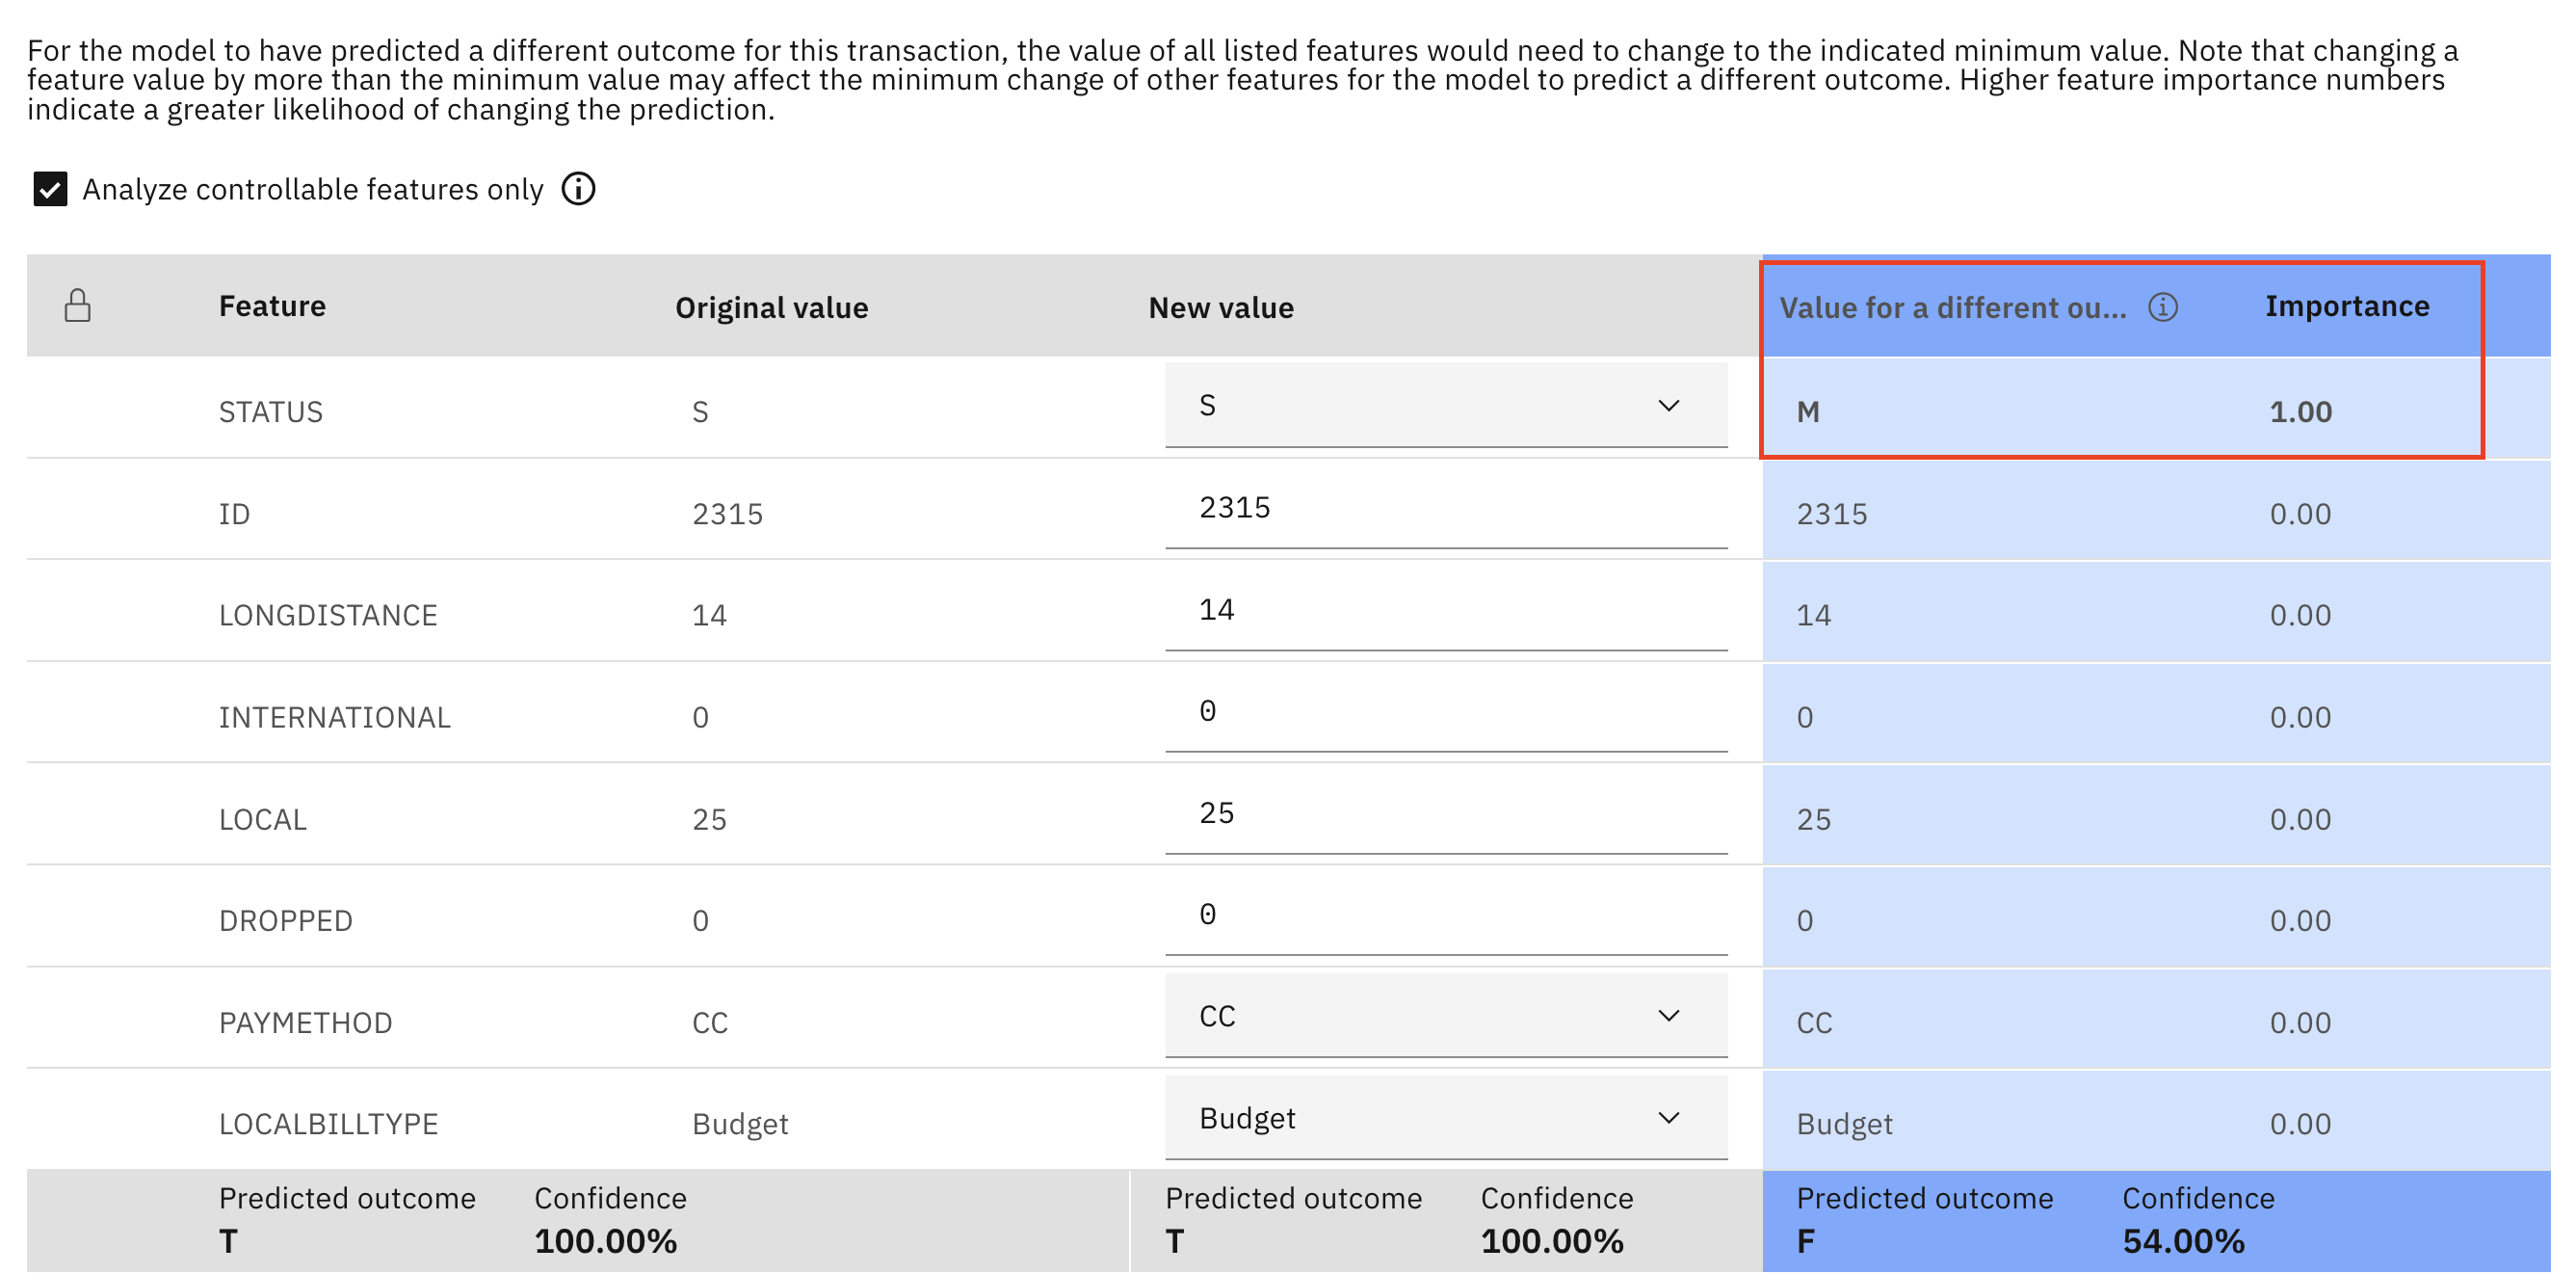 For the model to have predicted a different outcome for this transaction, the value of all listed features would need to change to the indicated minimum value. Note that changing a
feature value by more than the minimum value may affect the minimum change of other features for the model to predict a different outcome. Higher feature importance numbers
indicate a greater likelihood of changing the prediction.
Analyze controllable features only
Feature Original value New value Value for a different ou... Importance
STATUS S S M 1.00
ID 2315 2315 2315 0.00
LONGDISTANCE 14 14 14 0.00
INTERNATIONAL 0 0 0 0.00
LOCAL 25 25 25 0.00
DROPPED 0 0 0 0.00
PAYMETHOD CC CC CC 0.00
LOCALBILLTYPE Budget Budget Budget 0.00
Predicted outcome Confidence Predicted outcome Confidence Predicted outcome Confidence
T 100.00% T 100.00% F 54.00%